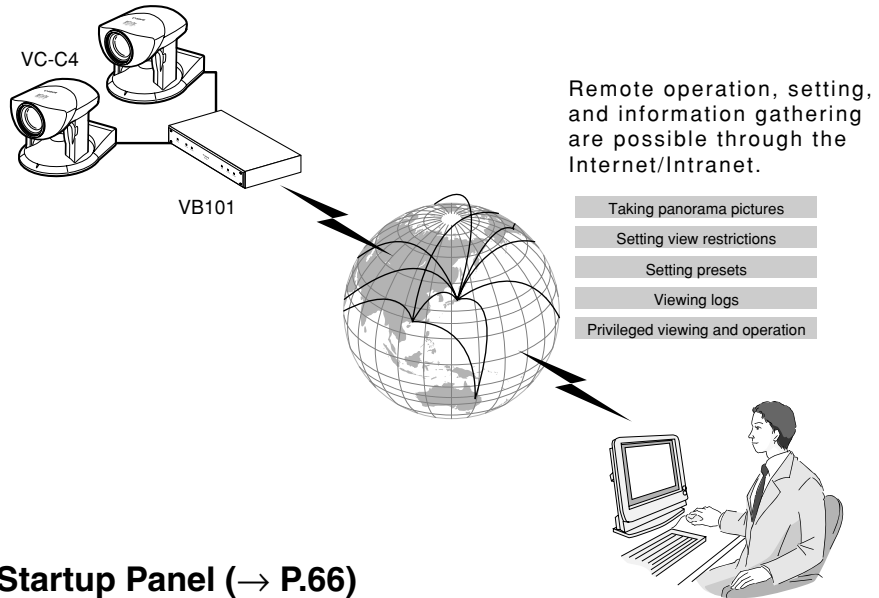 VC-C4
VB101
Remote operation, setting,
and information gathering
are possible through the
Internet/Intranet.
Taking panorama pictures
Setting view restrictions
Setting presets
Viewing logs
Privileged viewing and operation
Startup Panel (→ P.66)